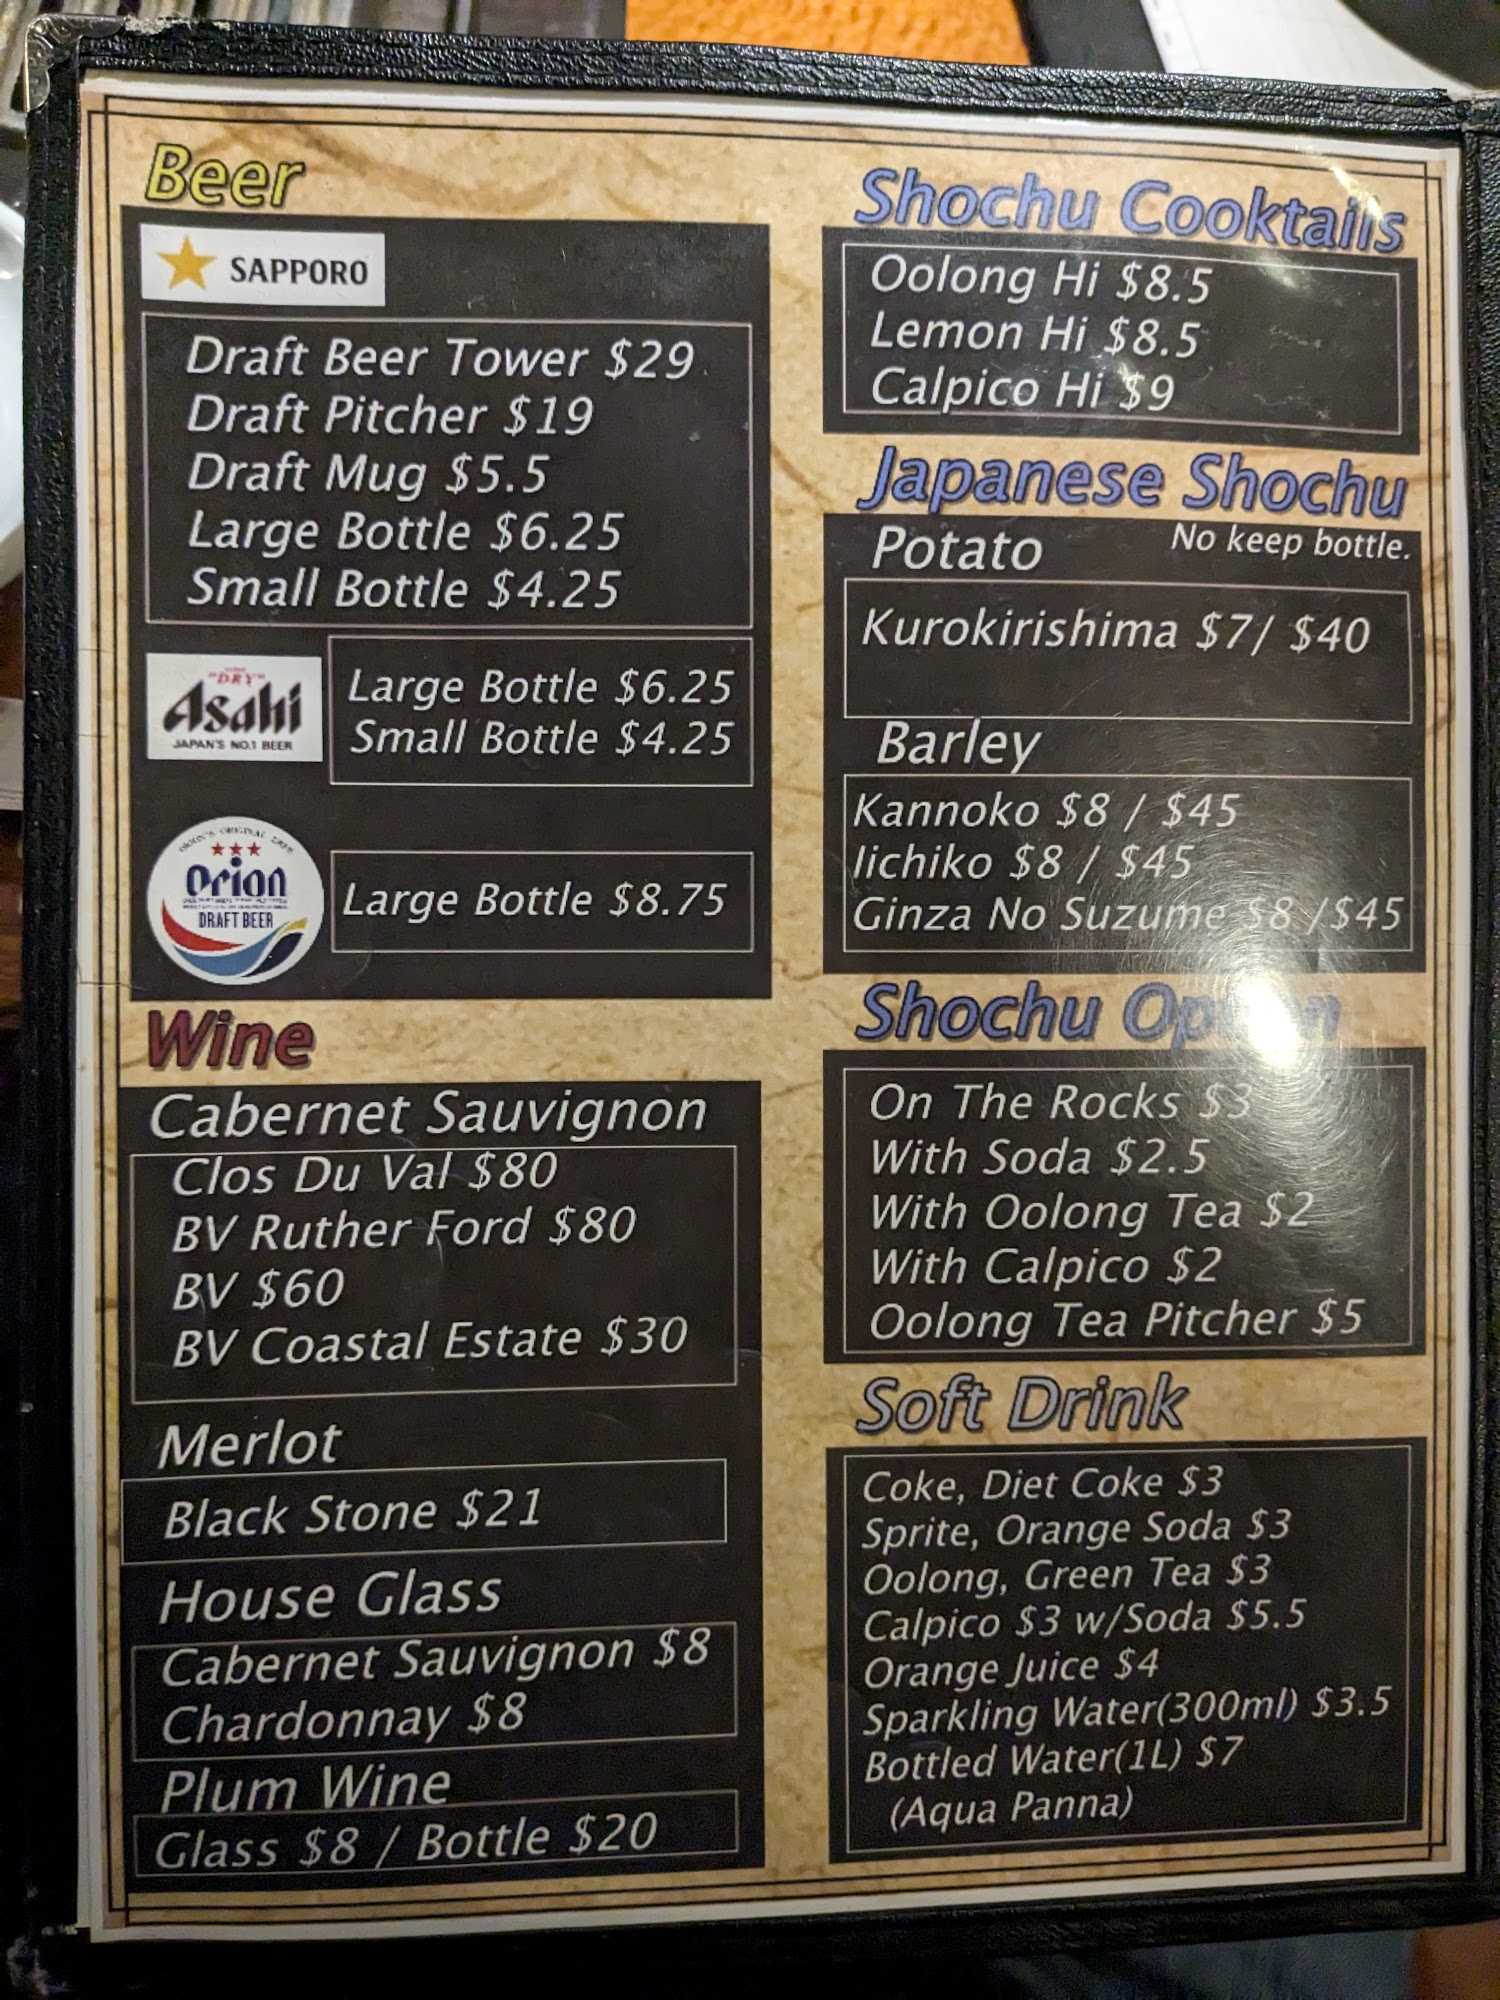 Beer
SAPPORO
Draft Beer Tower $29
Draft Pitcher $19
Draft Mug $5.5
Large Bottle $6.25
Small Bottle $4.25
"DRY"
Asahi
JAPAN'S NO.1 BEER
Large Bottle $6.25
Small Bottle $4.25
ORION'S ORIGINAL
Orion
DRAFT BEER
Large Bottle $8.75
Wine
Cabernet Sauvignon
Clos Du Val $80
BV Ruther Ford $80
BV $60
BV Coastal Estate $30
Merlot
Black Stone $21
House Glass
Cabernet Sauvignon $8
Chardonnay $8
Plum Wine
Glass $8 / Bottle $20
Shochu Cooktails
Oolong Hi $8.5
Lemon Hi $8.5
Calpico Hi $9
Japanese Shochu
No keep bottle.
Potato
Kurokirishima $7/ $40
Barley
Kannoko $8 / $45
Iichiko $8 / $45
Ginza No Suzume $8 /$45
Shochu Option
On The Rocks $3
With Soda $2.5
With Oolong Tea $2
With Calpico $2
Oolong Tea Pitcher $5
Soft Drink
Coke, Diet Coke $3
Sprite, Orange Soda $3
Oolong, Green Tea $3
Calpico $3 w/Soda $5.5
Orange Juice $4
Sparkling Water(300ml) $3.5
Bottled Water(1L) $7
(Aqua Panna)